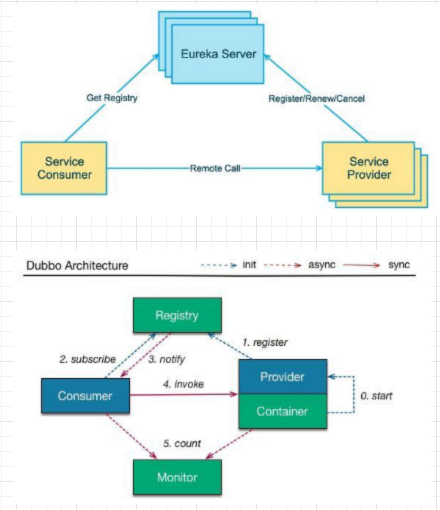 Eureka Server
Get Registry
Register/Renew/Cancel
Service
Consumer
Remote Call
Service
Provider
Dubbo Architecture
init
async
sync
Registry
1. register
2. subscribe
3. notify
Provider
4. invoke
Consumer
0. start
Container
5. count
Monitor